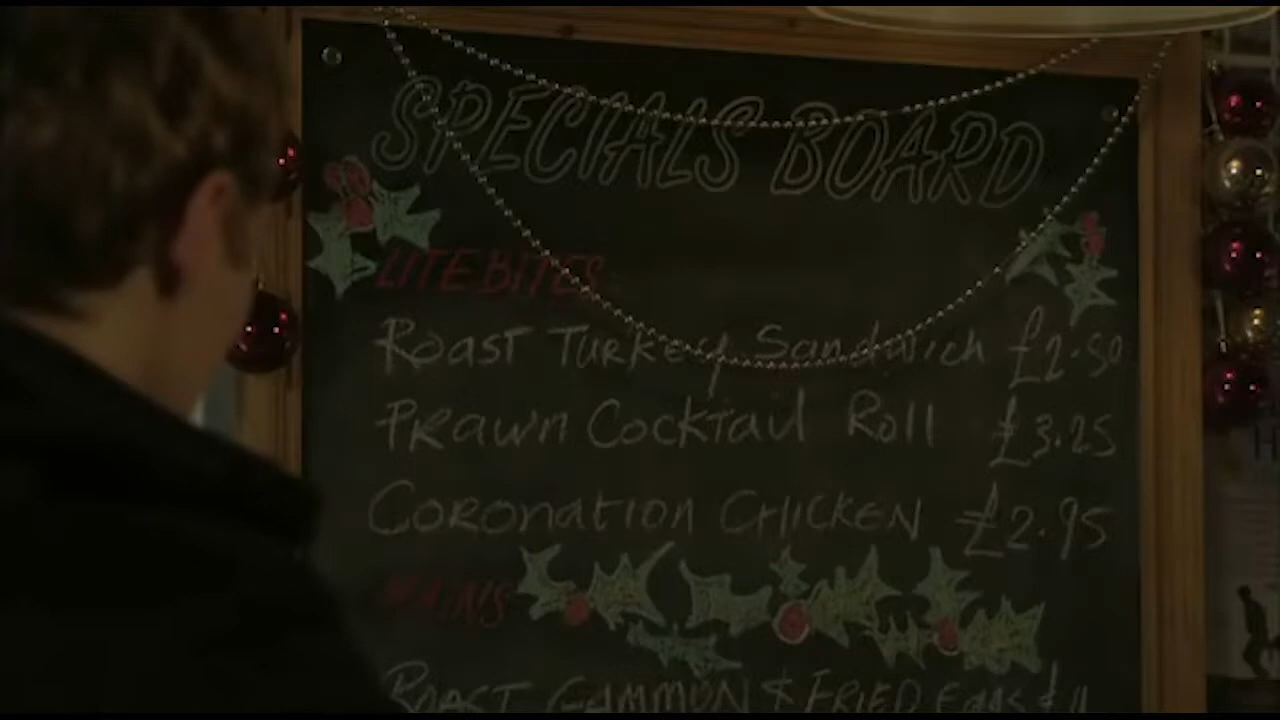 SPECIALS BOARD
LITE BITES
ROAST TURKEY SANDWICH £2.50
PRAWN COCKTAIL ROLL £3.25
CORONATION CHICKEN £2.95
MAINS
ROAST GAMMON & FRIED EGGS £